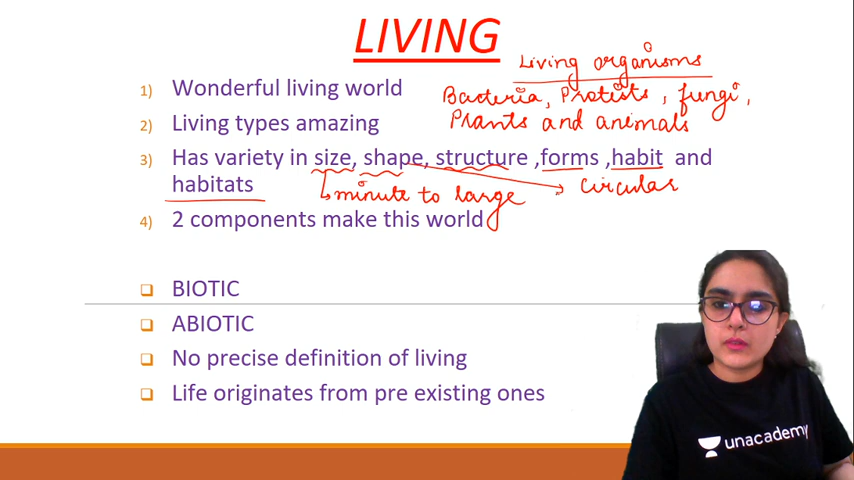 LIVING
Living organisms
1) Wonderful living world
Bacteria, Protists, fungi,
2) Living types amazing
Plants and animals
3) Has variety in size, shape, structure ,forms ,habit and
habitats
minute to large
circular
4) 2 components make this world
BIOTIC
ABIOTIC
No precise definition of living
Life originates from pre existing ones
unacademy